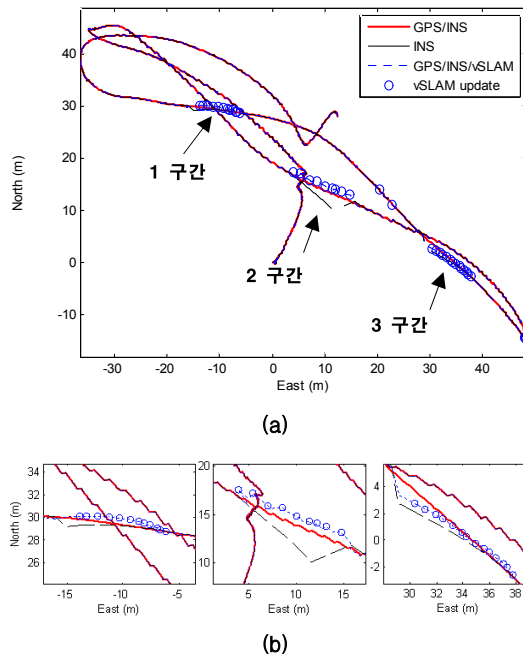 GPS/INS
INS
GPS/INS/vSLAM
vSLAM update
40
30
20
10
0
-10
North (m)
1 구간
2 구간
3 구간
-30 -20 -10 0 10 20 30 40
East (m)
(a)
34
32
30
28
26
North (m)
-15 -10 -5
East (m)
20
15
10
5 10 15
East (m)
4
2
0
-2
30 32 34 36 38
East (m)
(b)